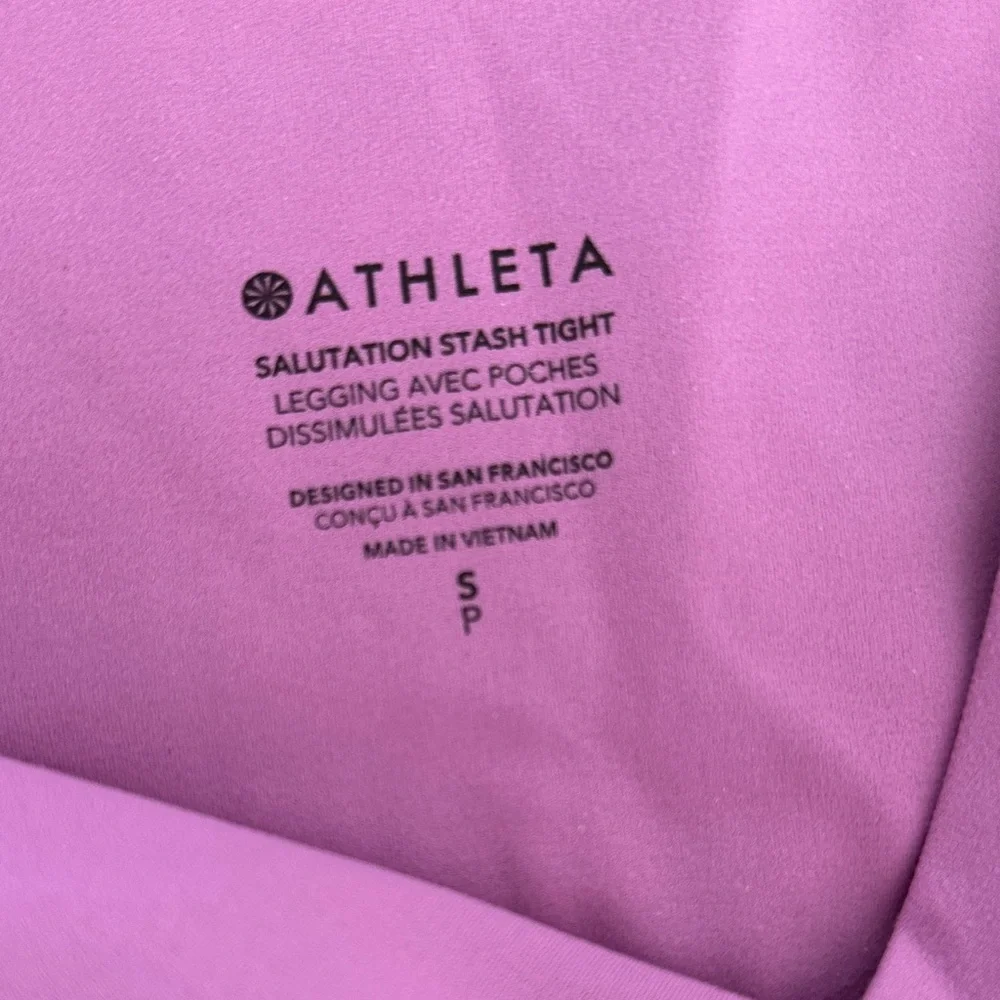 ATHLETA
SALUTATION STASH TIGHT
LEGGING AVEC POCHES
DISSIMULÉES SALUTATION
DESIGNED IN SAN FRANCISCO
CONÇU À SAN FRANCISCO
MADE IN VIETNAM
S
P